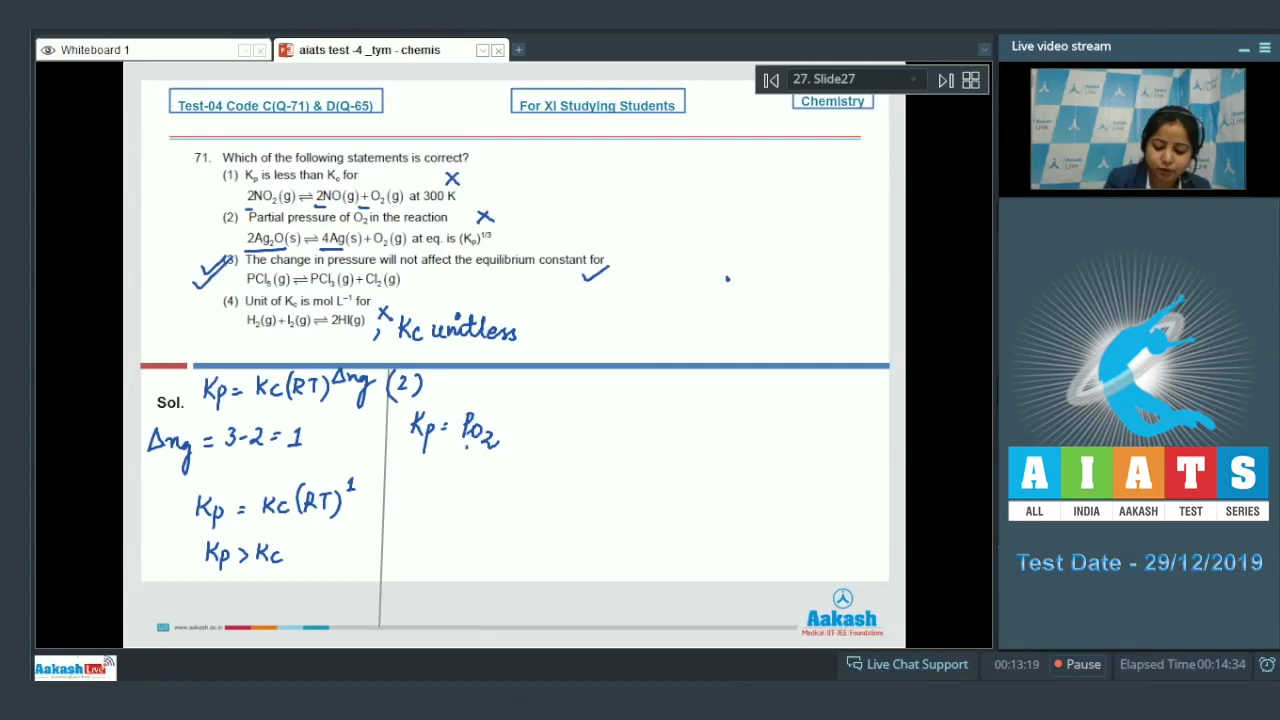 Whiteboard 1
aiats test -4 _tym - chemis
Live video stream
27. Slide27
Test-04 Code C(Q-71) & D(Q-65)
For XI Studying Students
Chemistry
71. Which of the following statements is correct?
(1) Kp is less than Kc for
2NO₂(g) ⇌ 2NO(g) + O₂(g) at 300 K
(2) Partial pressure of O₂ in the reaction
2Ag₂O(s) ⇌ 4Ag(s) + O₂(g) at eq. is (Kp)^1/3
(3) The change in pressure will not affect the equilibrium constant for
PCl₅(g) ⇌ PCl₃(g) + Cl₂(g)
(4) Unit of Kc is mol L⁻¹ for
H₂(g) + I₂(g) ⇌ 2HI(g)
, Kc unitless
Sol.
Kp = Kc(RT)^Δng
Δng = 3-2 = 1
Kp = Kc(RT)^1
Kp > Kc
(2)
Kp = PO₂
www.aakash.ac.in
Aakash
Medical | IIT-JEE | Foundations
A I A T S
ALL INDIA AAKASH TEST SERIES
Test Date - 29/12/2019
Aakash Live
Live Chat Support
00:13:19
Pause
Elapsed Time 00:14:34